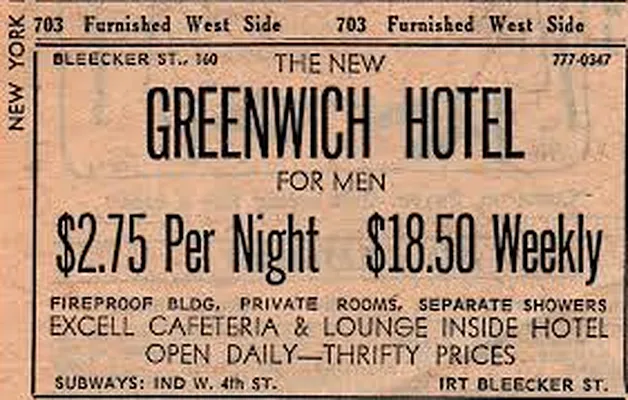 NEW YORK
703 Furnished West Side 703 Furnished West Side
BLEECKER ST., 160 THE NEW 777-0347
GREENWICH HOTEL
FOR MEN
$2.75 Per Night $18.50 Weekly
FIREPROOF BLDG. PRIVATE ROOMS. SEPARATE SHOWERS
EXCELL CAFETERIA & LOUNGE INSIDE HOTEL
OPEN DAILY—THRIFTY PRICES
SUBWAYS: IND W. 4th ST. IRT BLEECKER ST.